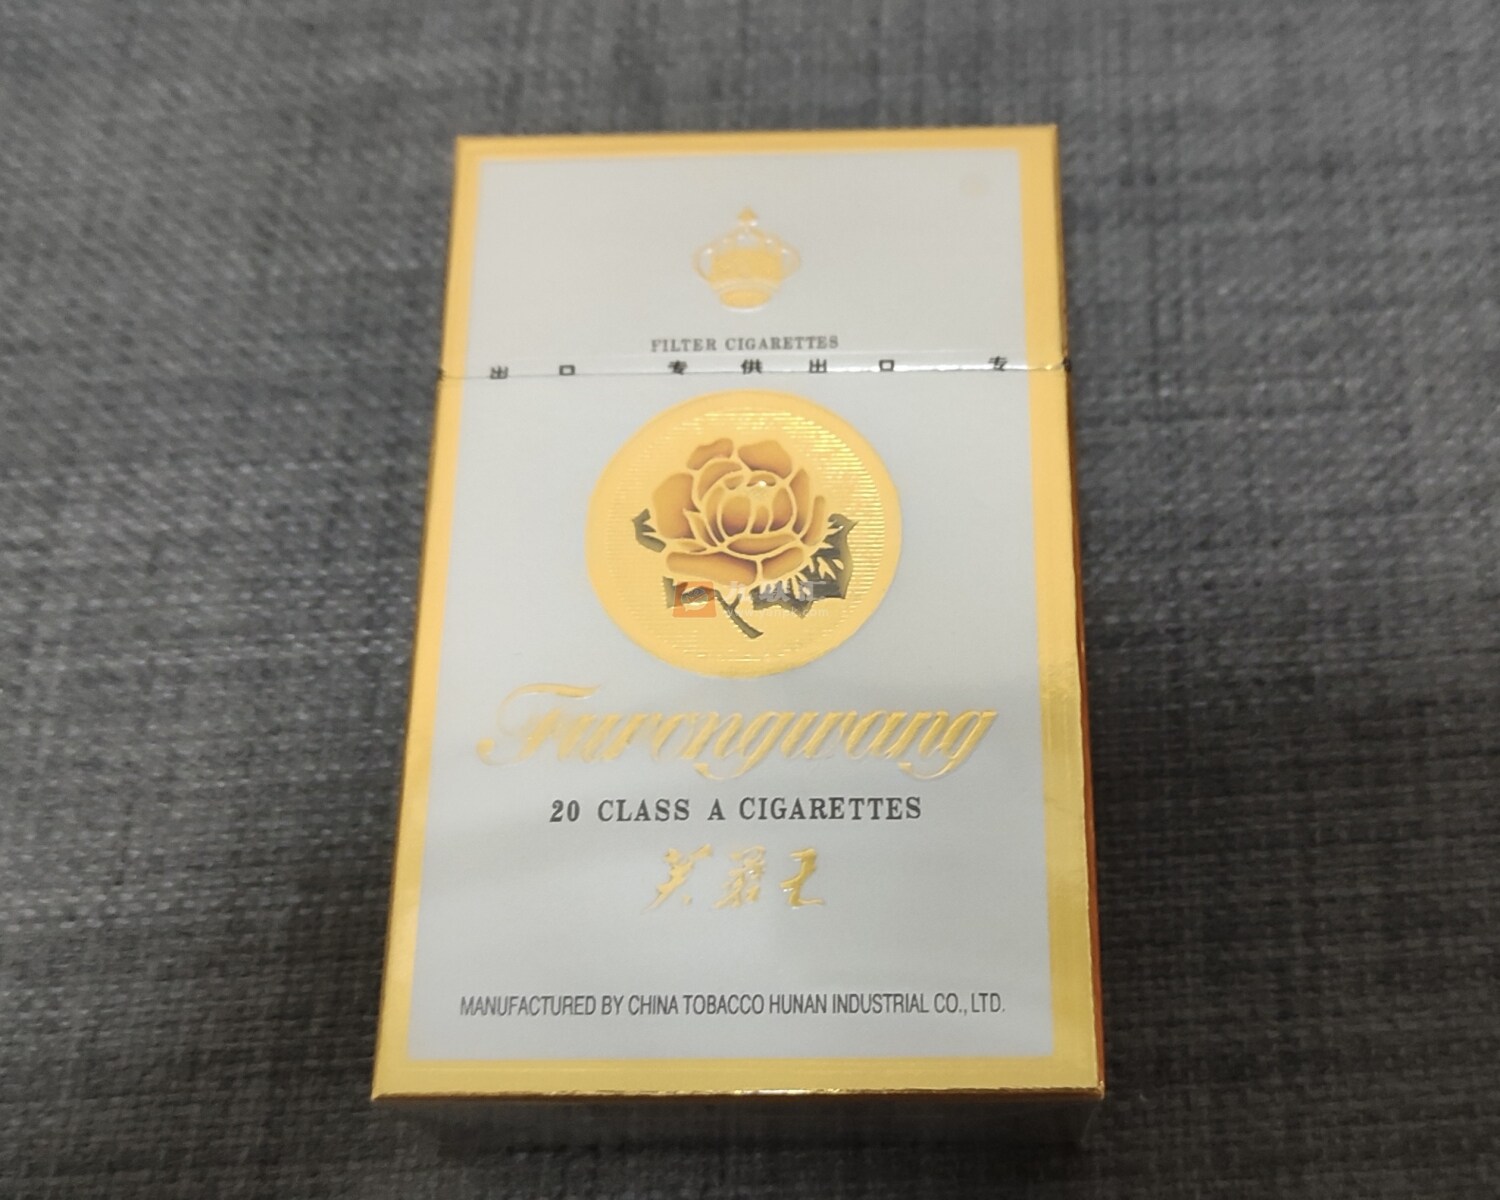 FILTER CIGARETTES
出 口 专 供 出 口 专
Furongwang
20 CLASS A CIGARETTES
芙蓉王
MANUFACTURED BY CHINA TOBACCO HUNAN INDUSTRIAL CO., LTD.